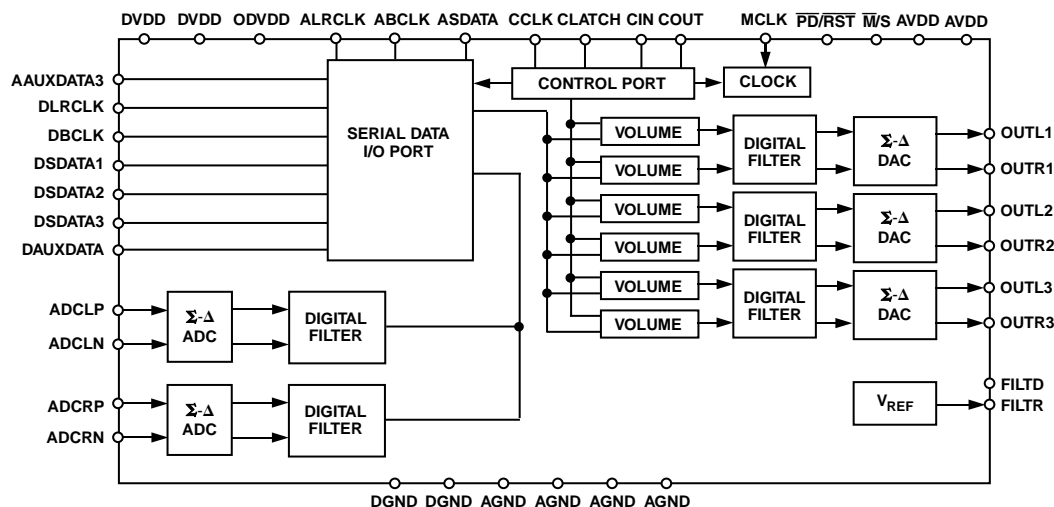 DVDD DVDD ODVDD ALRCLK ABCLK ASDATA CCLK CLATCH CIN COUT MCLK PD/RST M/S AVDD AVDD
AAUXDATA3
DLRCLK
DBCLK
DSDATA1
DSDATA2
DSDATA3
DAUXDATA
SERIAL DATA
I/O PORT
CONTROL PORT
CLOCK
VOLUME
VOLUME
VOLUME
VOLUME
VOLUME
VOLUME
DIGITAL
FILTER
DIGITAL
FILTER
DIGITAL
FILTER
Σ-Δ
DAC
Σ-Δ
DAC
Σ-Δ
DAC
OUTL1
OUTR1
OUTL2
OUTR2
OUTL3
OUTR3
ADCLP
ADCLN
Σ-Δ
ADC
DIGITAL
FILTER
ADCRP
ADCRN
Σ-Δ
ADC
DIGITAL
FILTER
VREF
FILTD
FILTR
DGND DGND AGND AGND AGND AGND